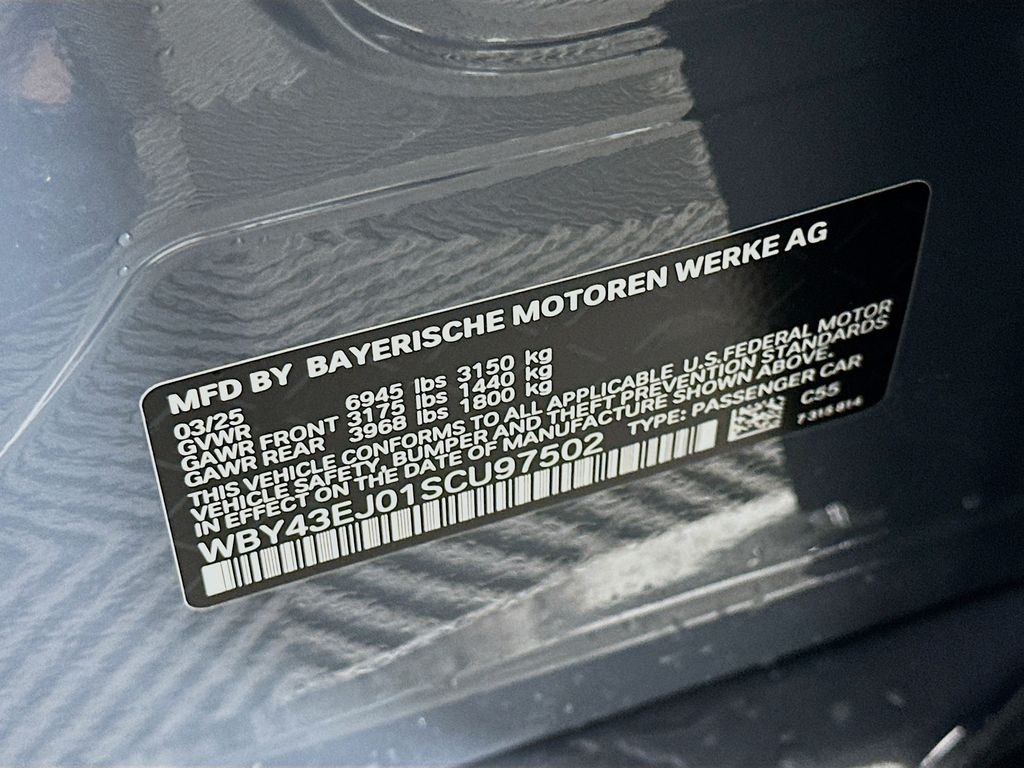 MFD BY BAYERISCHE MOTOREN WERKE AG
03/25
GVWR 6945 lbs 3150 kg
GAWR FRONT 3175 lbs 1440 kg
GAWR REAR 3968 lbs 1800 kg
THIS VEHICLE CONFORMS TO ALL APPLICABLE U.S.FEDERAL MOTOR
VEHICLE SAFETY, BUMPER AND THEFT PREVENTION STANDARDS
IN EFFECT ON THE DATE OF MANUFACTURE SHOWN ABOVE.
WBY43EJ01SCU97502 TYPE: PASSENGER CAR
C55